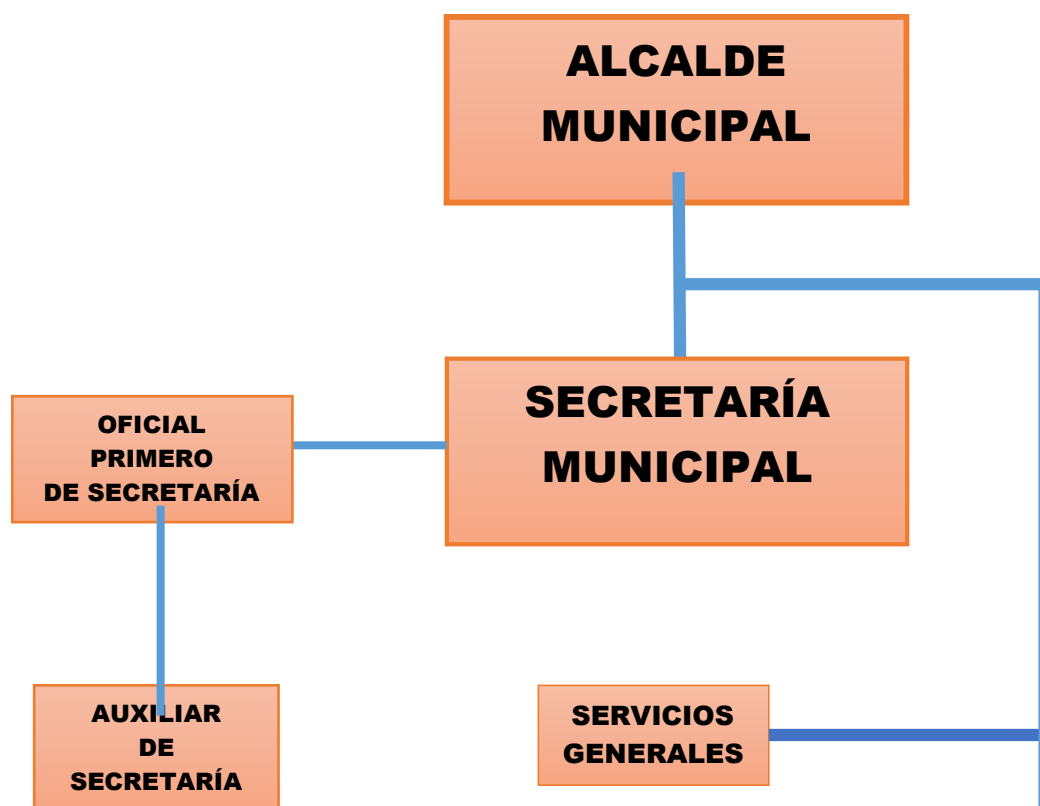 ALCALDE
MUNICIPAL
SECRETARÍA
MUNICIPAL
OFICIAL
PRIMERO
DE SECRETARÍA
AUXILIAR
DE
SECRETARÍA
SERVICIOS
GENERALES